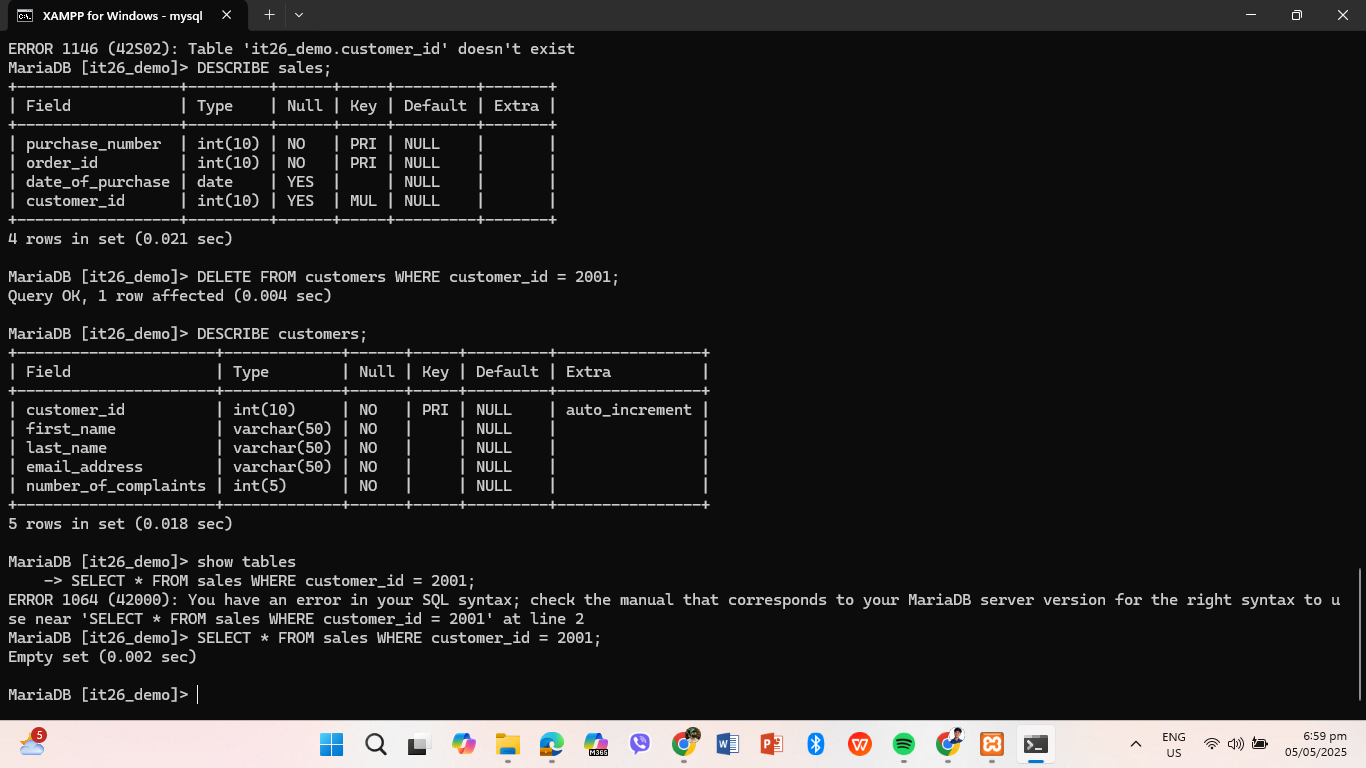 XAMPP for Windows - mysql
ERROR 1146 (42S02): Table 'it26_demo.customer_id' doesn't exist
MariaDB [it26_demo]> DESCRIBE sales;
+------------------+---------+------+-----+---------+-------+
| Field            | Type    | Null | Key | Default | Extra |
+------------------+---------+------+-----+---------+-------+
| purchase_number  | int(10) | NO   | PRI | NULL    |       |
| order_id         | int(10) | NO   | PRI | NULL    |       |
| date_of_purchase | date    | YES  |     | NULL    |       |
| customer_id      | int(10) | YES  | MUL | NULL    |       |
+------------------+---------+------+-----+---------+-------+
4 rows in set (0.021 sec)
MariaDB [it26_demo]> DELETE FROM customers WHERE customer_id = 2001;
Query OK, 1 row affected (0.004 sec)
MariaDB [it26_demo]> DESCRIBE customers;
+----------------------+-------------+------+-----+---------+----------------+
| Field                | Type        | Null | Key | Default | Extra          |
+----------------------+-------------+------+-----+---------+----------------+
| customer_id          | int(10)     | NO   | PRI | NULL    | auto_increment |
| first_name           | varchar(50) | NO   |     | NULL    |                |
| last_name            | varchar(50) | NO   |     | NULL    |                |
| email_address        | varchar(50) | NO   |     | NULL    |                |
| number_of_complaints | int(5)      | NO   |     | NULL    |                |
+----------------------+-------------+------+-----+---------+----------------+
5 rows in set (0.018 sec)
MariaDB [it26_demo]> show tables
    -> SELECT * FROM sales WHERE customer_id = 2001;
ERROR 1064 (42000): You have an error in your SQL syntax; check the manual that corresponds to your MariaDB server version for the right syntax to u
se near 'SELECT * FROM sales WHERE customer_id = 2001' at line 2
MariaDB [it26_demo]> SELECT * FROM sales WHERE customer_id = 2001;
Empty set (0.002 sec)
MariaDB [it26_demo]>
5
M365
ENG
US
6:59 pm
05/05/2025